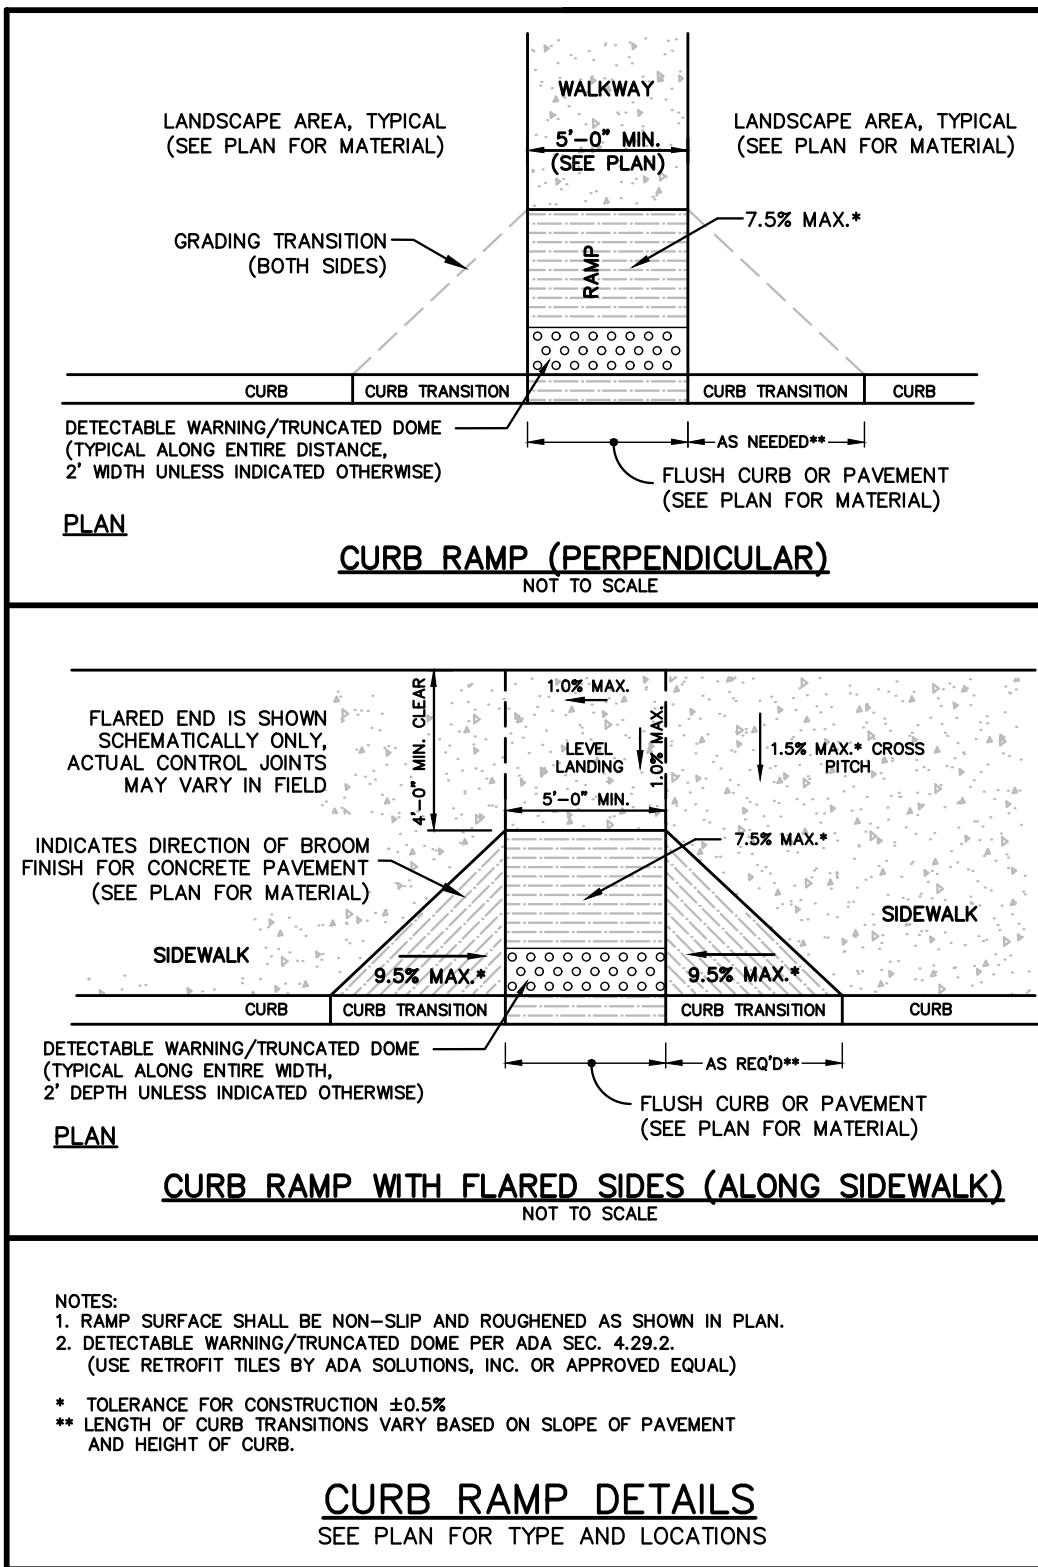 WALKWAY
LANDSCAPE AREA, TYPICAL
(SEE PLAN FOR MATERIAL)
5'-0" MIN.
(SEE PLAN)
LANDSCAPE AREA, TYPICAL
(SEE PLAN FOR MATERIAL)
7.5% MAX.*
GRADING TRANSITION
(BOTH SIDES)
RAMP
CURB
CURB TRANSITION
CURB TRANSITION
CURB
DETECTABLE WARNING/TRUNCATED DOME
(TYPICAL ALONG ENTIRE DISTANCE,
2' WIDTH UNLESS INDICATED OTHERWISE)
AS NEEDED**
FLUSH CURB OR PAVEMENT
(SEE PLAN FOR MATERIAL)
PLAN
CURB RAMP (PERPENDICULAR)
NOT TO SCALE
FLARED END IS SHOWN
SCHEMATICALLY ONLY,
ACTUAL CONTROL JOINTS
MAY VARY IN FIELD
4'-0" MIN. CLEAR
1.0% MAX.
LEVEL
LANDING
1.0% MAX.
5'-0" MIN.
1.5% MAX.* CROSS
PITCH
INDICATES DIRECTION OF BROOM
FINISH FOR CONCRETE PAVEMENT
(SEE PLAN FOR MATERIAL)
7.5% MAX.*
SIDEWALK
SIDEWALK
9.5% MAX.*
9.5% MAX.*
CURB
CURB TRANSITION
CURB TRANSITION
CURB
DETECTABLE WARNING/TRUNCATED DOME
(TYPICAL ALONG ENTIRE WIDTH,
2' DEPTH UNLESS INDICATED OTHERWISE)
AS REQ'D**
FLUSH CURB OR PAVEMENT
(SEE PLAN FOR MATERIAL)
PLAN
CURB RAMP WITH FLARED SIDES (ALONG SIDEWALK)
NOT TO SCALE
NOTES:
1. RAMP SURFACE SHALL BE NON-SLIP AND ROUGHENED AS SHOWN IN PLAN.
2. DETECTABLE WARNING/TRUNCATED DOME PER ADA SEC. 4.29.2.
(USE RETROFIT TILES BY ADA SOLUTIONS, INC. OR APPROVED EQUAL)
* TOLERANCE FOR CONSTRUCTION ±0.5%
** LENGTH OF CURB TRANSITIONS VARY BASED ON SLOPE OF PAVEMENT
AND HEIGHT OF CURB.
CURB RAMP DETAILS
SEE PLAN FOR TYPE AND LOCATIONS